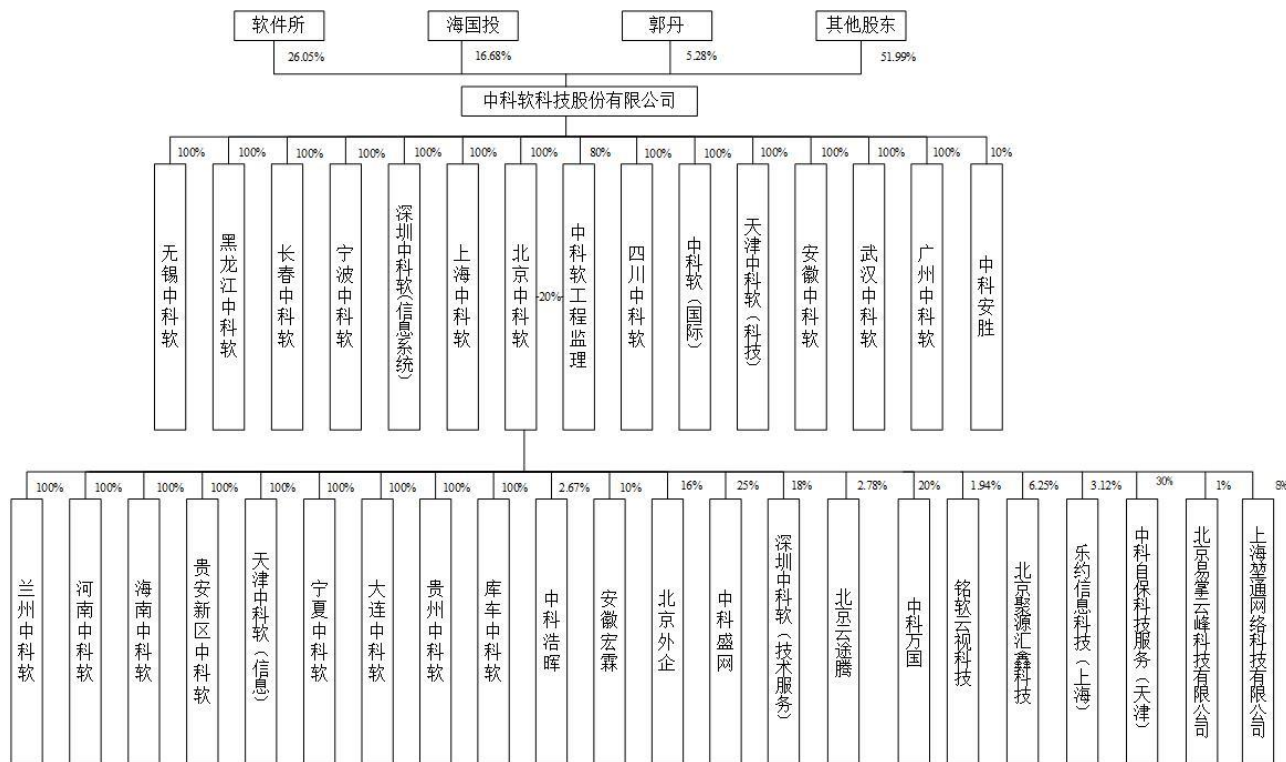 软件所
海国投
郭丹
其他股东
26.05%
16.68%
5.28%
51.99%
中科软科技股份有限公司
100%
100%
100%
100%
100%
100%
100%
80%
100%
100%
100%
100%
100%
100%
10%
无锡中科软
黑龙江中科软
长春中科软
宁波中科软
深圳中科软(信息系统)
上海中科软
北京中科软
20%
中科软工程监理
四川中科软
中科软(国际)
天津中科软(科技)
安徽中科软
武汉中科软
广州中科软
中科安胜
100%
100%
100%
100%
100%
100%
100%
100%
100%
2.67%
10%
16%
25%
18%
2.78%
20%
1.94%
6.25%
3.12%
30%
1%
8%
兰州中科软
河南中科软
海南中科软
贵安新区中科软
天津中科软(信息)
宁夏中科软
大连中科软
贵州中科软
库车中科软
中科浩晖
安徽宏霖
北京外企
中科盛网
深圳中科软(技术服务)
北京云途腾
中科万国
铭软云视科技
北京聚源汇鑫科技
乐约信息科技(上海)
中科自保科技服务(天津)
北京易掌云峰科技有限公司
上海堃通网络科技有限公司